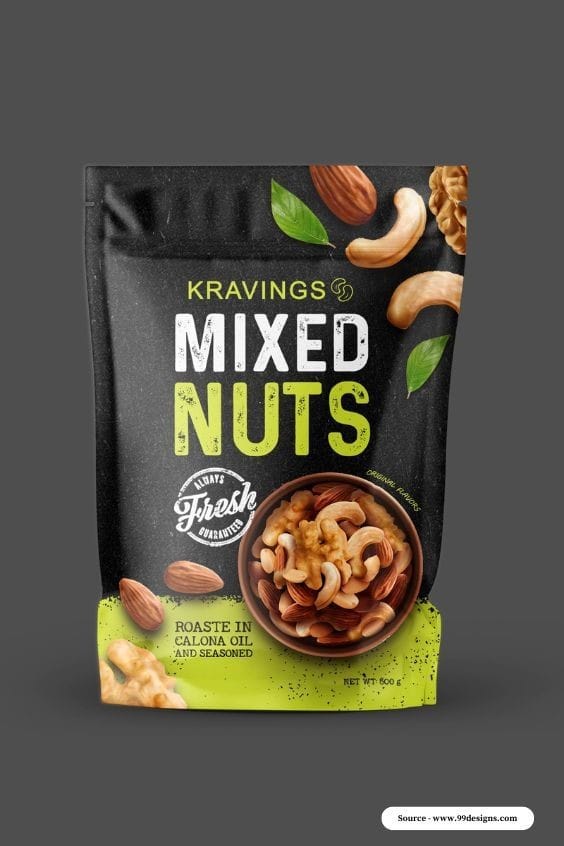 KRAVINGS
MIXED
NUTS
ORIGINAL FLAVORS
ALWAYS
Fresh
GUARANTEED
ROASTE IN
CALONA OIL
AND SEASONED
NET WT 600 g
Source - www.99designs.com